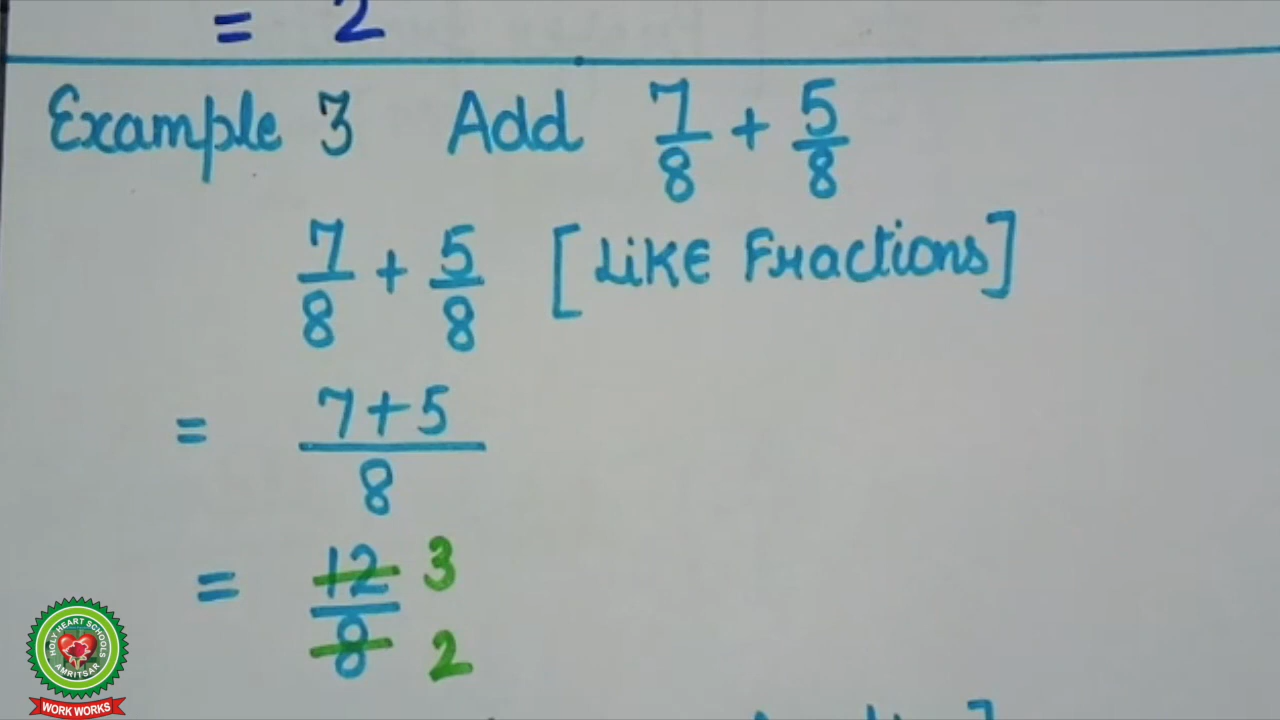 = 2
Example 3 Add 7/8 + 5/8
7/8 + 5/8 [Like Fractions]
= 7+5/8
= 12/8 3/2
]
HOLY HEART SCHOOLS
AMRITSAR
WORK WORKS